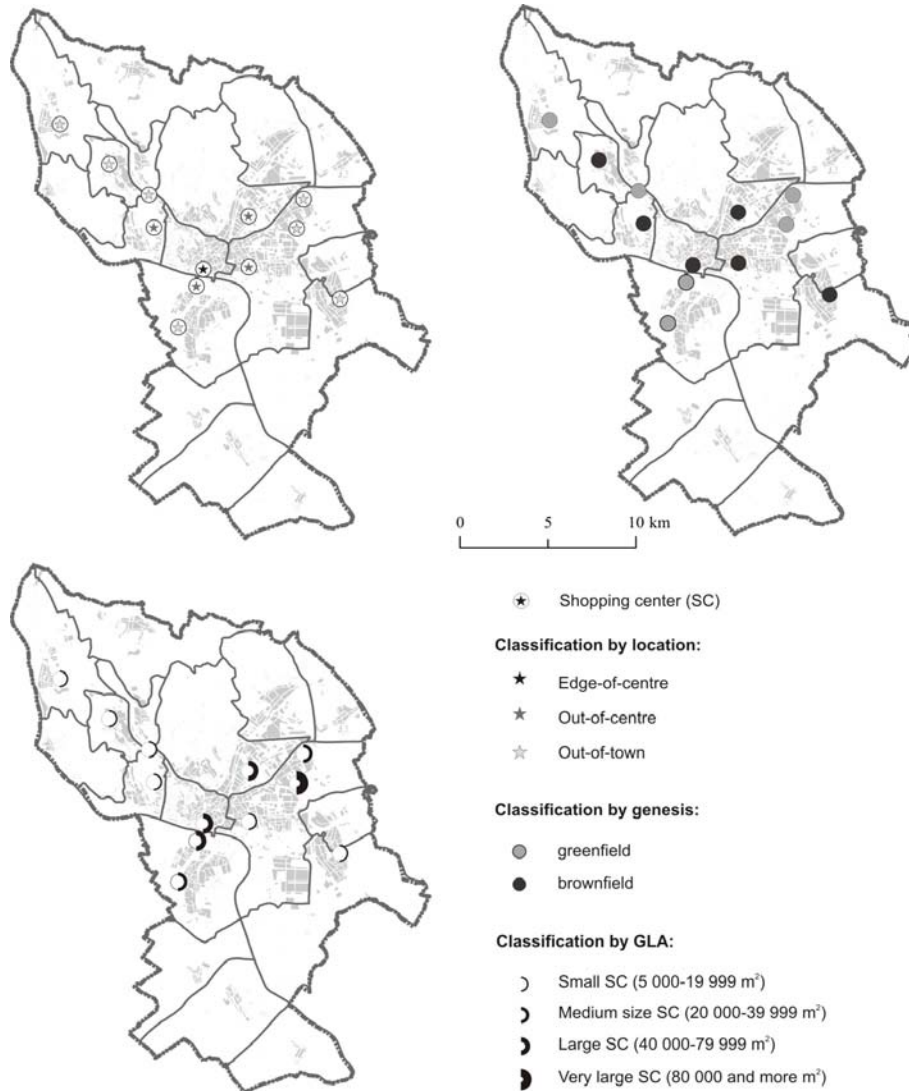 0 5 10 km
Shopping center (SC)
Classification by location:
Edge-of-centre
Out-of-centre
Out-of-town
Classification by genesis:
greenfield
brownfield
Classification by GLA:
Small SC (5 000-19 999 m²)
Medium size SC (20 000-39 999 m²)
Large SC (40 000-79 999 m²)
Very large SC (80 000 and more m²)